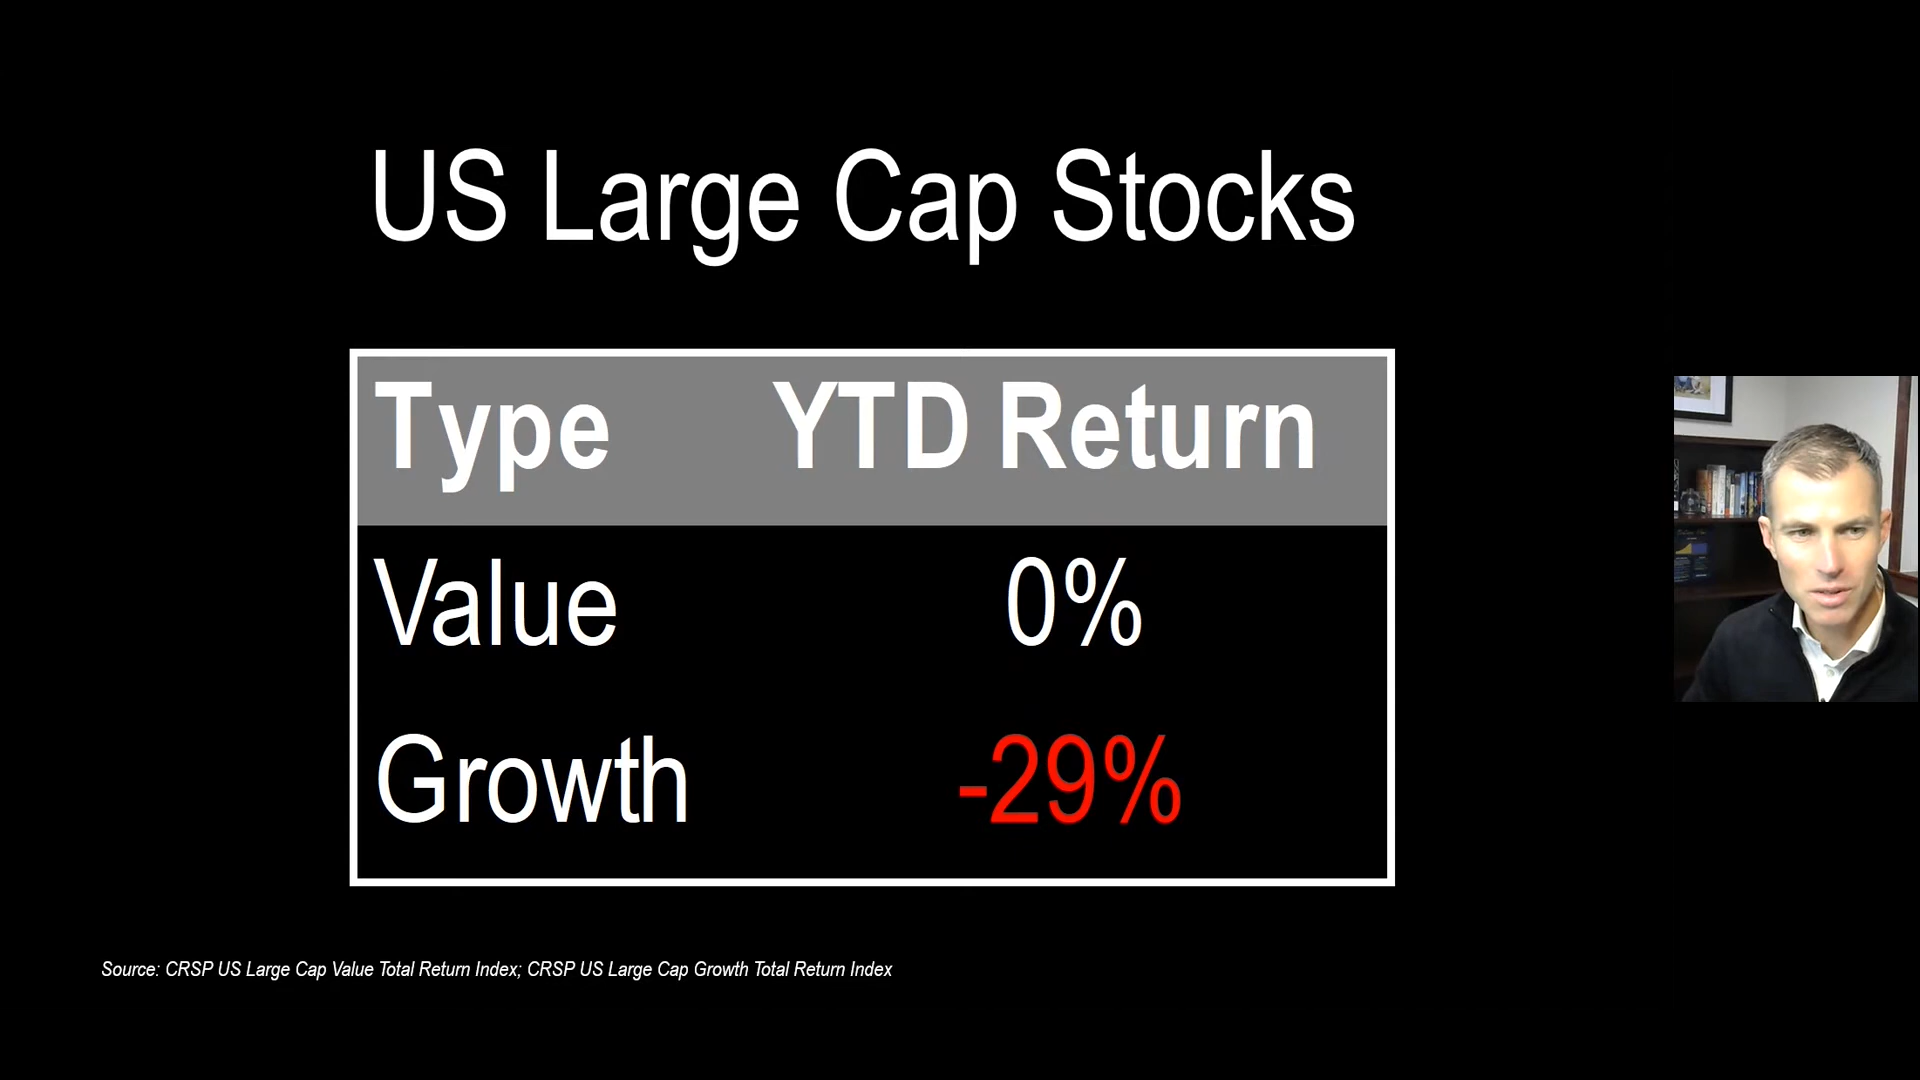 US Large Cap Stocks
Type YTD Return
Value 0%
Growth -29%
Source: CRSP US Large Cap Value Total Return Index; CRSP US Large Cap Growth Total Return Index